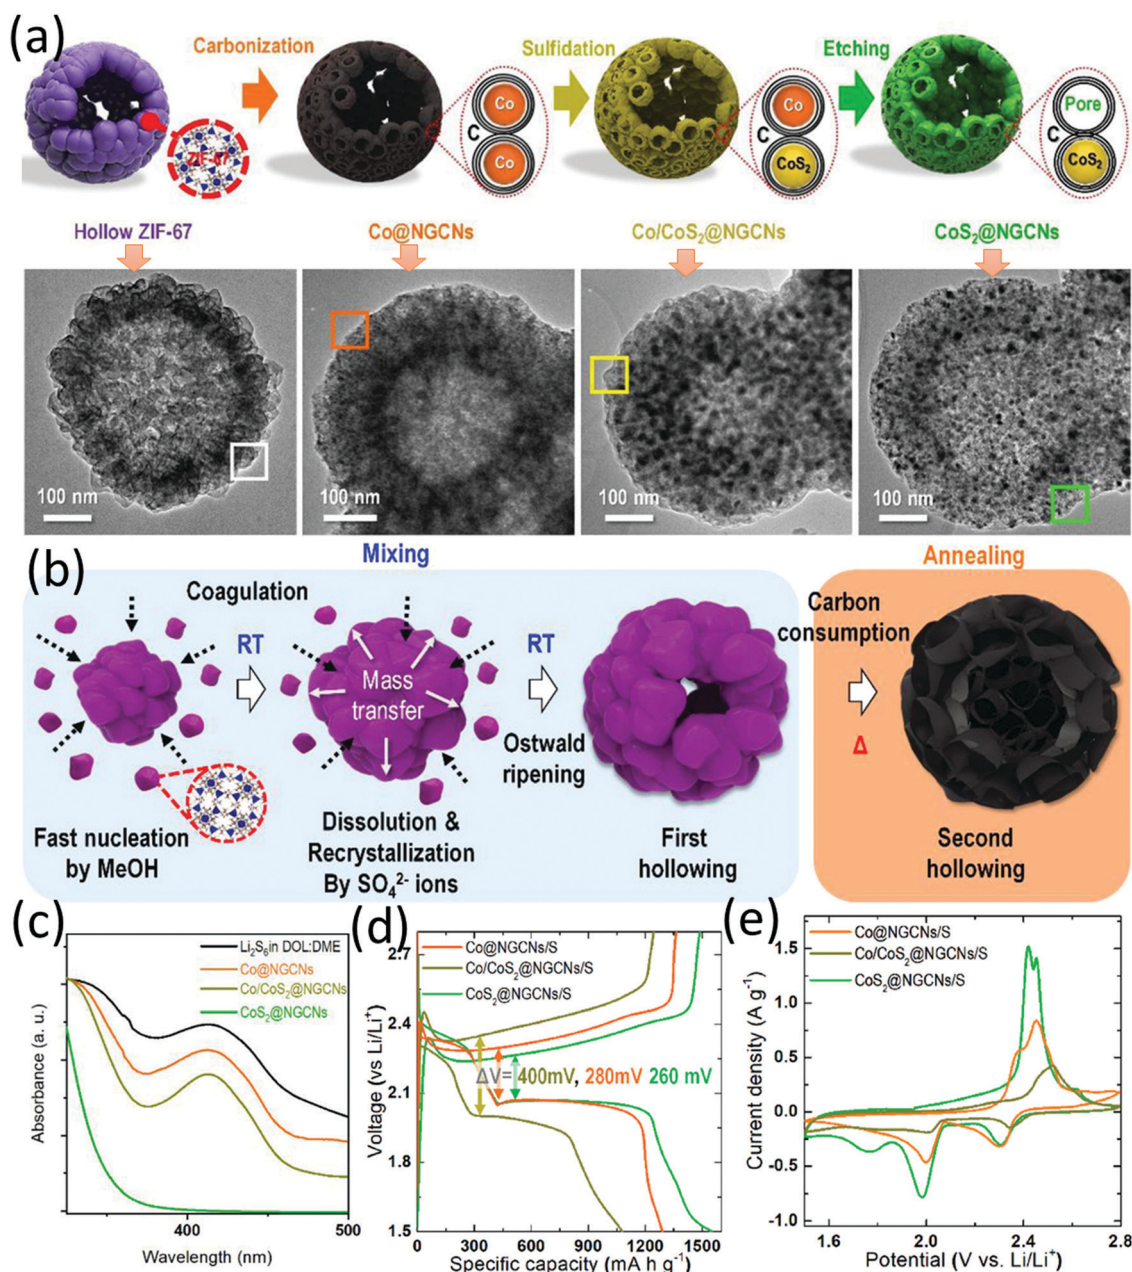 (a)
Carbonization
Sulfidation
Etching
ZIF-67
C
Co
Co
C
Co
CoS₂
C
Pore
CoS₂
Hollow ZIF-67
Co@NGCNs
Co/CoS₂@NGCNs
CoS₂@NGCNs
100 nm
100 nm
100 nm
100 nm
(b)
Mixing
Annealing
Coagulation
RT
Mass
transfer
RT
Ostwald
ripening
Carbon
consumption
Δ
Fast nucleation
by MeOH
Dissolution &
Recrystallization
By SO₄²⁻ ions
First
hollowing
Second
hollowing
(c)
Li₂S₆in DOL:DME
Co@NGCNs
Co/CoS₂@NGCNs
CoS₂@NGCNs
Absorbance (a. u.)
400
500
Wavelength (nm)
(d)
Co@NGCNs/S
Co/CoS₂@NGCNs/S
CoS₂@NGCNs/S
ΔV= 400mV, 280mV 260 mV
Voltage (vs Li/Li⁺)
2.7
2.4
2.1
1.8
1.5
0
300
600
900
1200
1500
Specific capacity (mA h g⁻¹)
(e)
Co@NGCNs/S
Co/CoS₂@NGCNs/S
CoS₂@NGCNs/S
Current density (A g⁻¹)
1.5
1.0
0.5
0.0
-0.5
-1.0
1.6
2.0
2.4
2.8
Potential (V vs. Li/Li⁺)